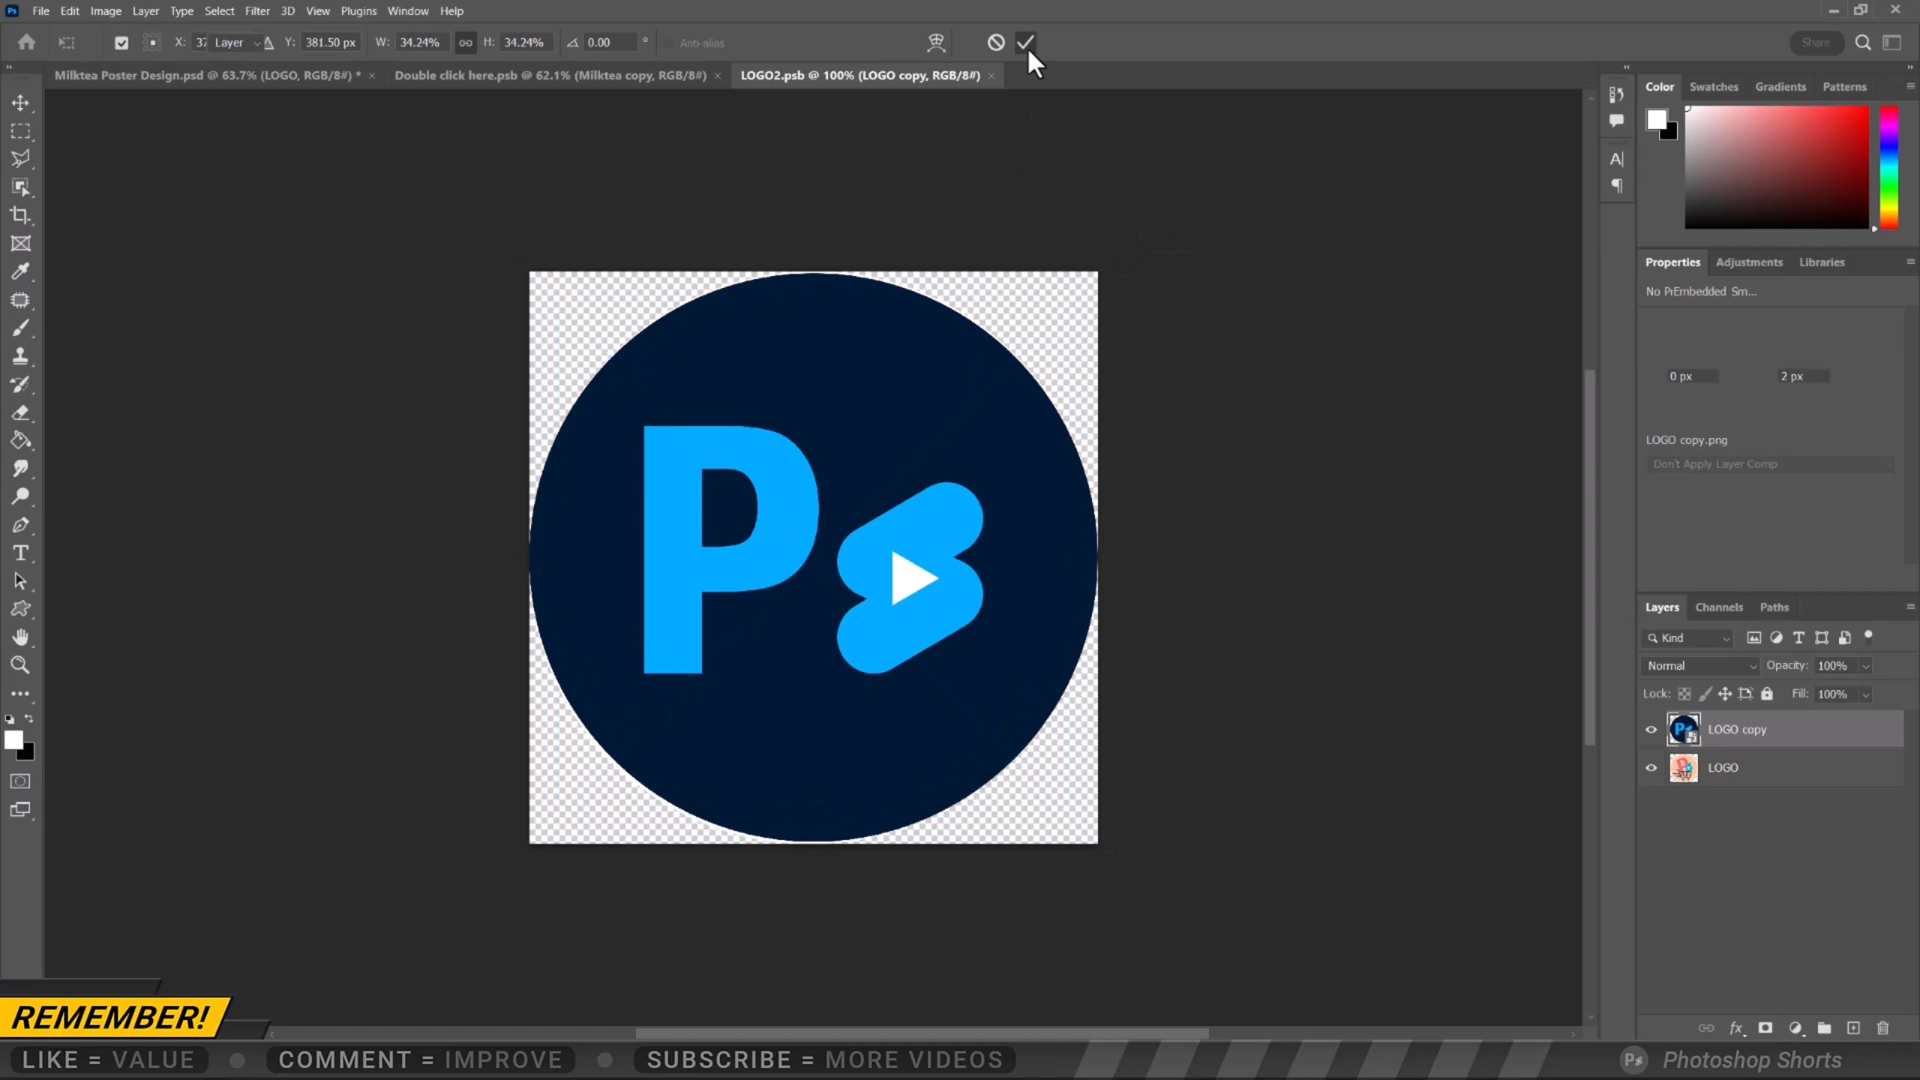 Ps File Edit Image Layer Type Select Filter 3D View Plugins Window Help
X: 37 Layer Y: 381.50 px W: 34.24% H: 34.24% 0.00 ° Anti-alias Share
Milktea Poster Design.psd @ 63.7% (LOGO, RGB/8#) * × Double click here.psb @ 62.1% (Milktea copy, RGB/8#) × LOGO2.psb @ 100% (LOGO copy, RGB/8#) ×
Color Swatches Gradients Patterns
Properties Adjustments Libraries
No PrEmbedded Sm...
0 px 2 px
LOGO copy.png
Don't Apply Layer Comp
P
Layers Channels Paths
Kind
Normal Opacity: 100%
Lock: Fill: 100%
LOGO copy
LOGO
REMEMBER!
LIKE = VALUE COMMENT = IMPROVE SUBSCRIBE = MORE VIDEOS Photoshop Shorts